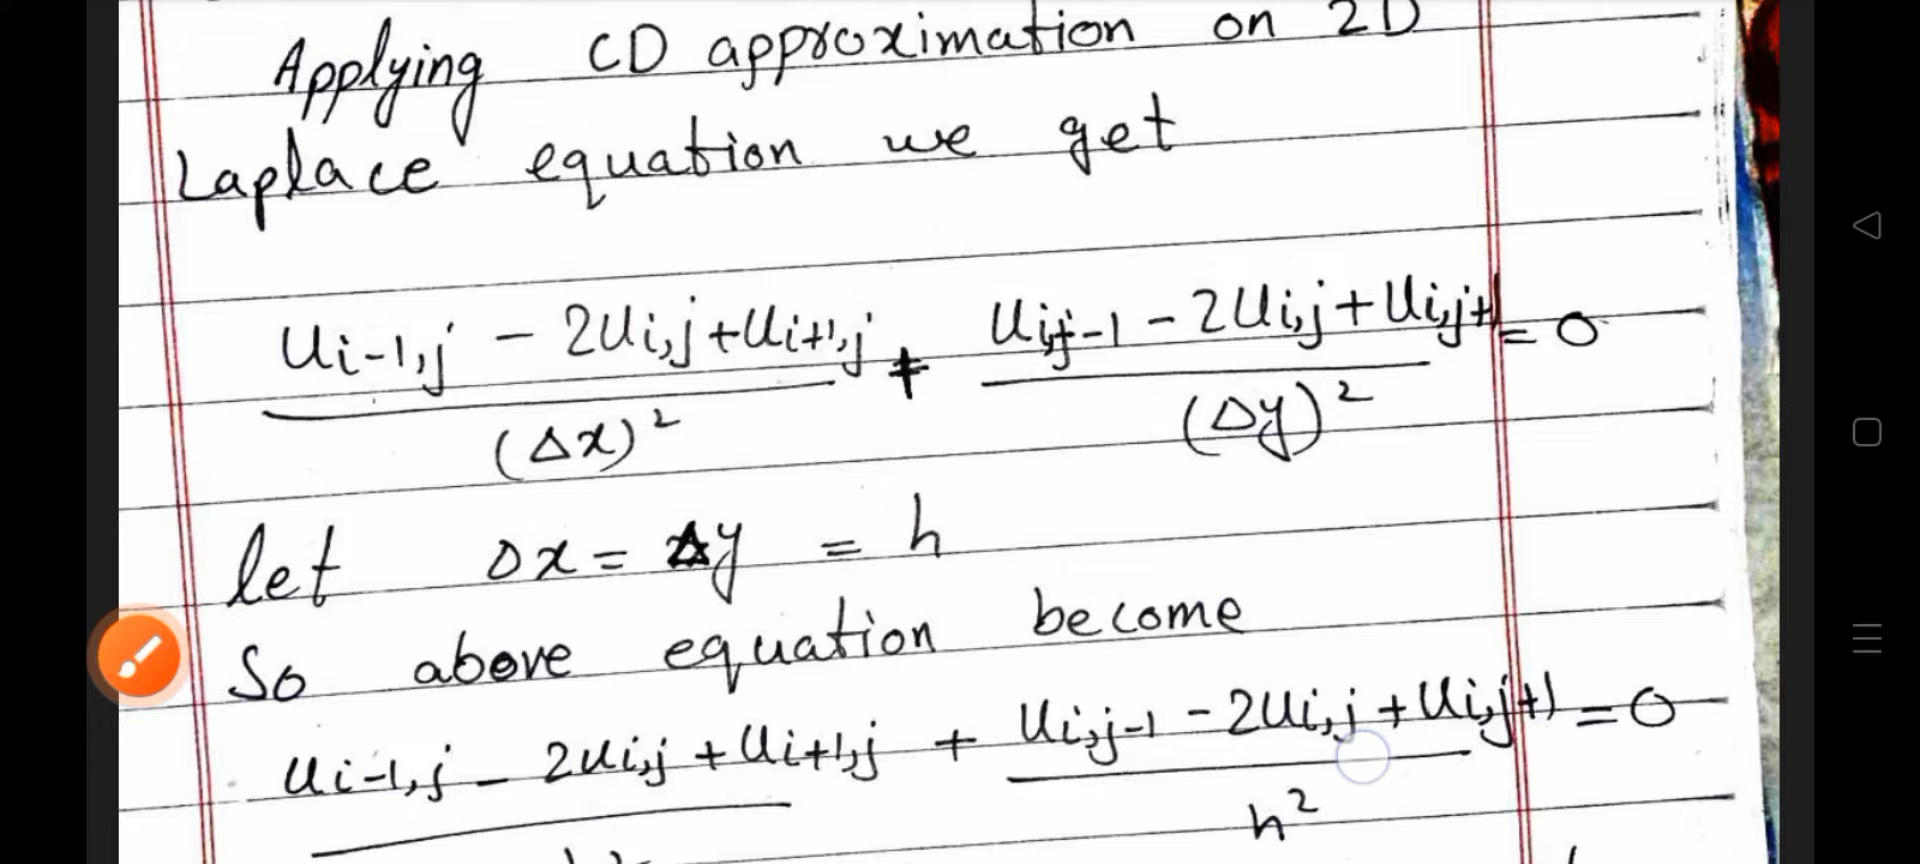 Applying CD approximation on 2D
Laplace equation we get
Ui-1,j - 2Ui,j+Ui+1,j + Ui,j-1 - 2Ui,j+Ui,j+1 = 0
(Δx)² (Δy)²
let Δx = Δy = h
So above equation become
Ui-1,j - 2Ui,j + Ui+1,j + Ui,j-1 - 2Ui,j + Ui,j+1 = 0
h²